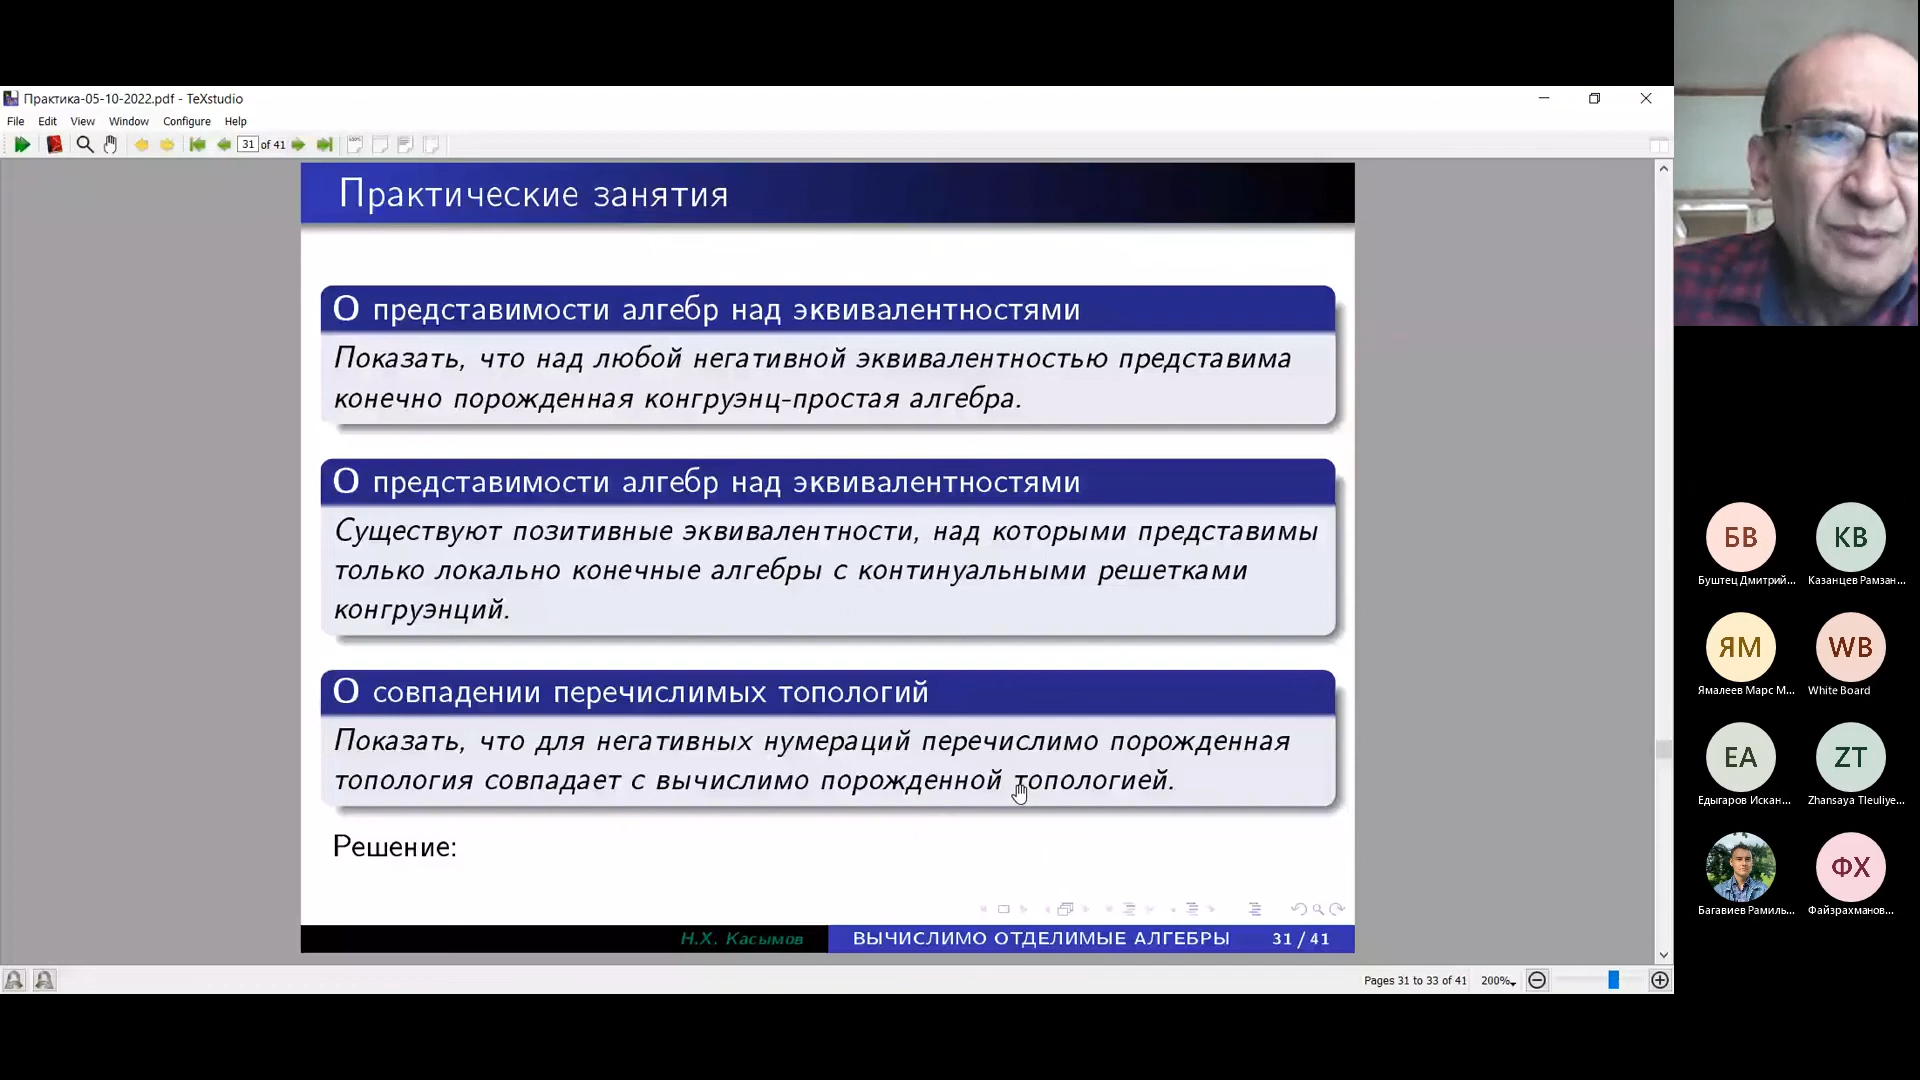 Практика-05-10-2022.pdf - TeXstudio
File Edit View Window Configure Help
31 of 41
Практические занятия
О представимости алгебр над эквивалентностями
Показать, что над любой негативной эквивалентностью представима
конечно порожденная конгруэнц-простая алгебра.
О представимости алгебр над эквивалентностями
Существуют позитивные эквивалентности, над которыми представимы
только локально конечные алгебры с континуальными решетками
конгруэнций.
О совпадении перечислимых топологий
Показать, что для негативных нумераций перечислимо порожденная
топология совпадает с вычислимо порожденной топологией.
Решение:
Н.Х. Касымов ВЫЧИСЛИМО ОТДЕЛИМЫЕ АЛГЕБРЫ 31 / 41
Pages 31 to 33 of 41 200%
БВ КВ
Буштец Дмитрий... Казанцев Рамзан...
ЯМ WB
Ямалеев Марс М... White Board
ЕА ZT
Едыгаров Искан... Zhansaya Tleuliye...
ФХ
Багавиев Рамиль... Файзрахманов...